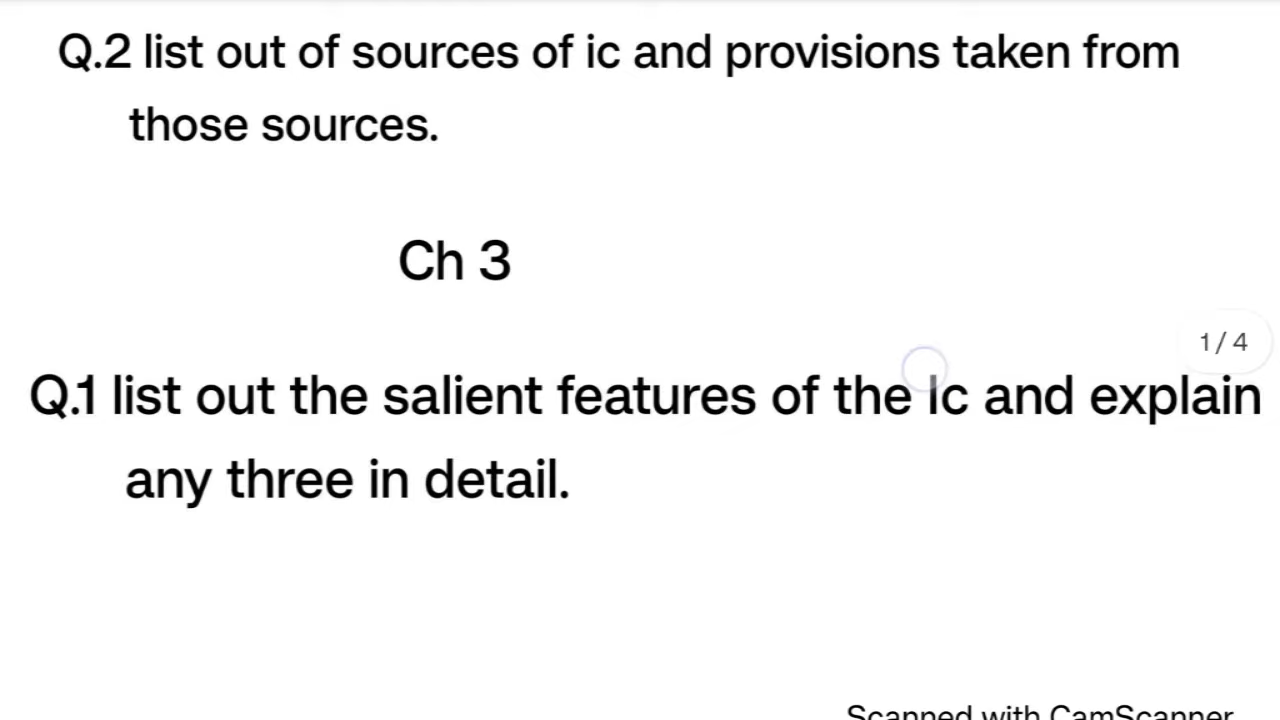 Q.2 list out of sources of ic and provisions taken from
those sources.
Ch 3
1/4
Q.1 list out the salient features of the Ic and explain
any three in detail.
Scanned with CamScanner